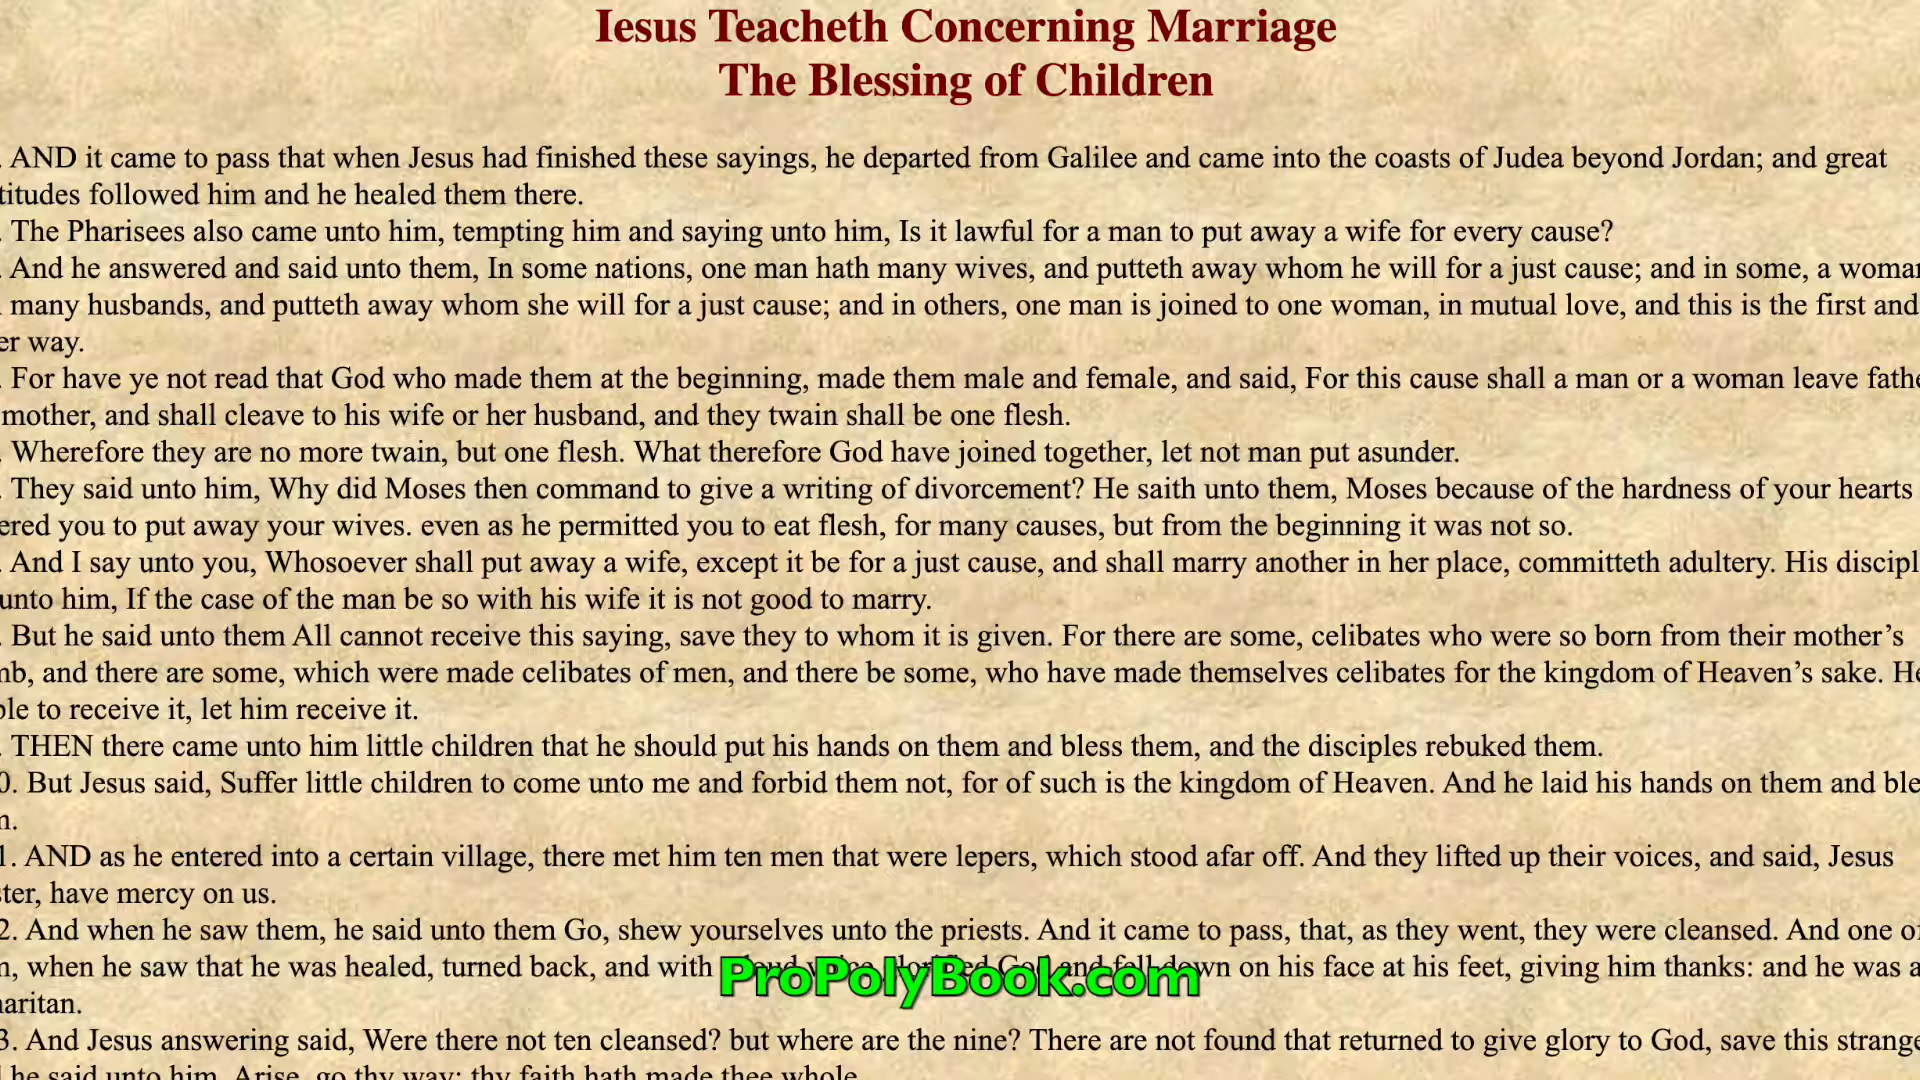 Iesus Teacheth Concerning Marriage
The Blessing of Children
. AND it came to pass that when Jesus had finished these sayings, he departed from Galilee and came into the coasts of Judea beyond Jordan; and great
titudes followed him and he healed them there.
. The Pharisees also came unto him, tempting him and saying unto him, Is it lawful for a man to put away a wife for every cause?
. And he answered and said unto them, In some nations, one man hath many wives, and putteth away whom he will for a just cause; and in some, a woman
many husbands, and putteth away whom she will for a just cause; and in others, one man is joined to one woman, in mutual love, and this is the first and
er way.
. For have ye not read that God who made them at the beginning, made them male and female, and said, For this cause shall a man or a woman leave fathe
mother, and shall cleave to his wife or her husband, and they twain shall be one flesh.
. Wherefore they are no more twain, but one flesh. What therefore God have joined together, let not man put asunder.
. They said unto him, Why did Moses then command to give a writing of divorcement? He saith unto them, Moses because of the hardness of your hearts
ered you to put away your wives. even as he permitted you to eat flesh, for many causes, but from the beginning it was not so.
. And I say unto you, Whosoever shall put away a wife, except it be for a just cause, and shall marry another in her place, committeth adultery. His discipl
unto him, If the case of the man be so with his wife it is not good to marry.
. But he said unto them All cannot receive this saying, save they to whom it is given. For there are some, celibates who were so born from their mother’s
mb, and there are some, which were made celibates of men, and there be some, who have made themselves celibates for the kingdom of Heaven’s sake. He
ble to receive it, let him receive it.
. THEN there came unto him little children that he should put his hands on them and bless them, and the disciples rebuked them.
0. But Jesus said, Suffer little children to come unto me and forbid them not, for of such is the kingdom of Heaven. And he laid his hands on them and ble
m.
1. AND as he entered into a certain village, there met him ten men that were lepers, which stood afar off. And they lifted up their voices, and said, Jesus
ster, have mercy on us.
2. And when he saw them, he said unto them Go, shew yourselves unto the priests. And it came to pass, that, as they went, they were cleansed. And one of
m, when he saw that he was healed, turned back, and with and fell down on his face at his feet, giving him thanks: and he was a
ProPolyBook.com
aritan.
3. And Jesus answering said, Were there not ten cleansed? but where are the nine? There are not found that returned to give glory to God, save this strange
he said unto him, Arise, go thy way; thy faith hath made thee whole